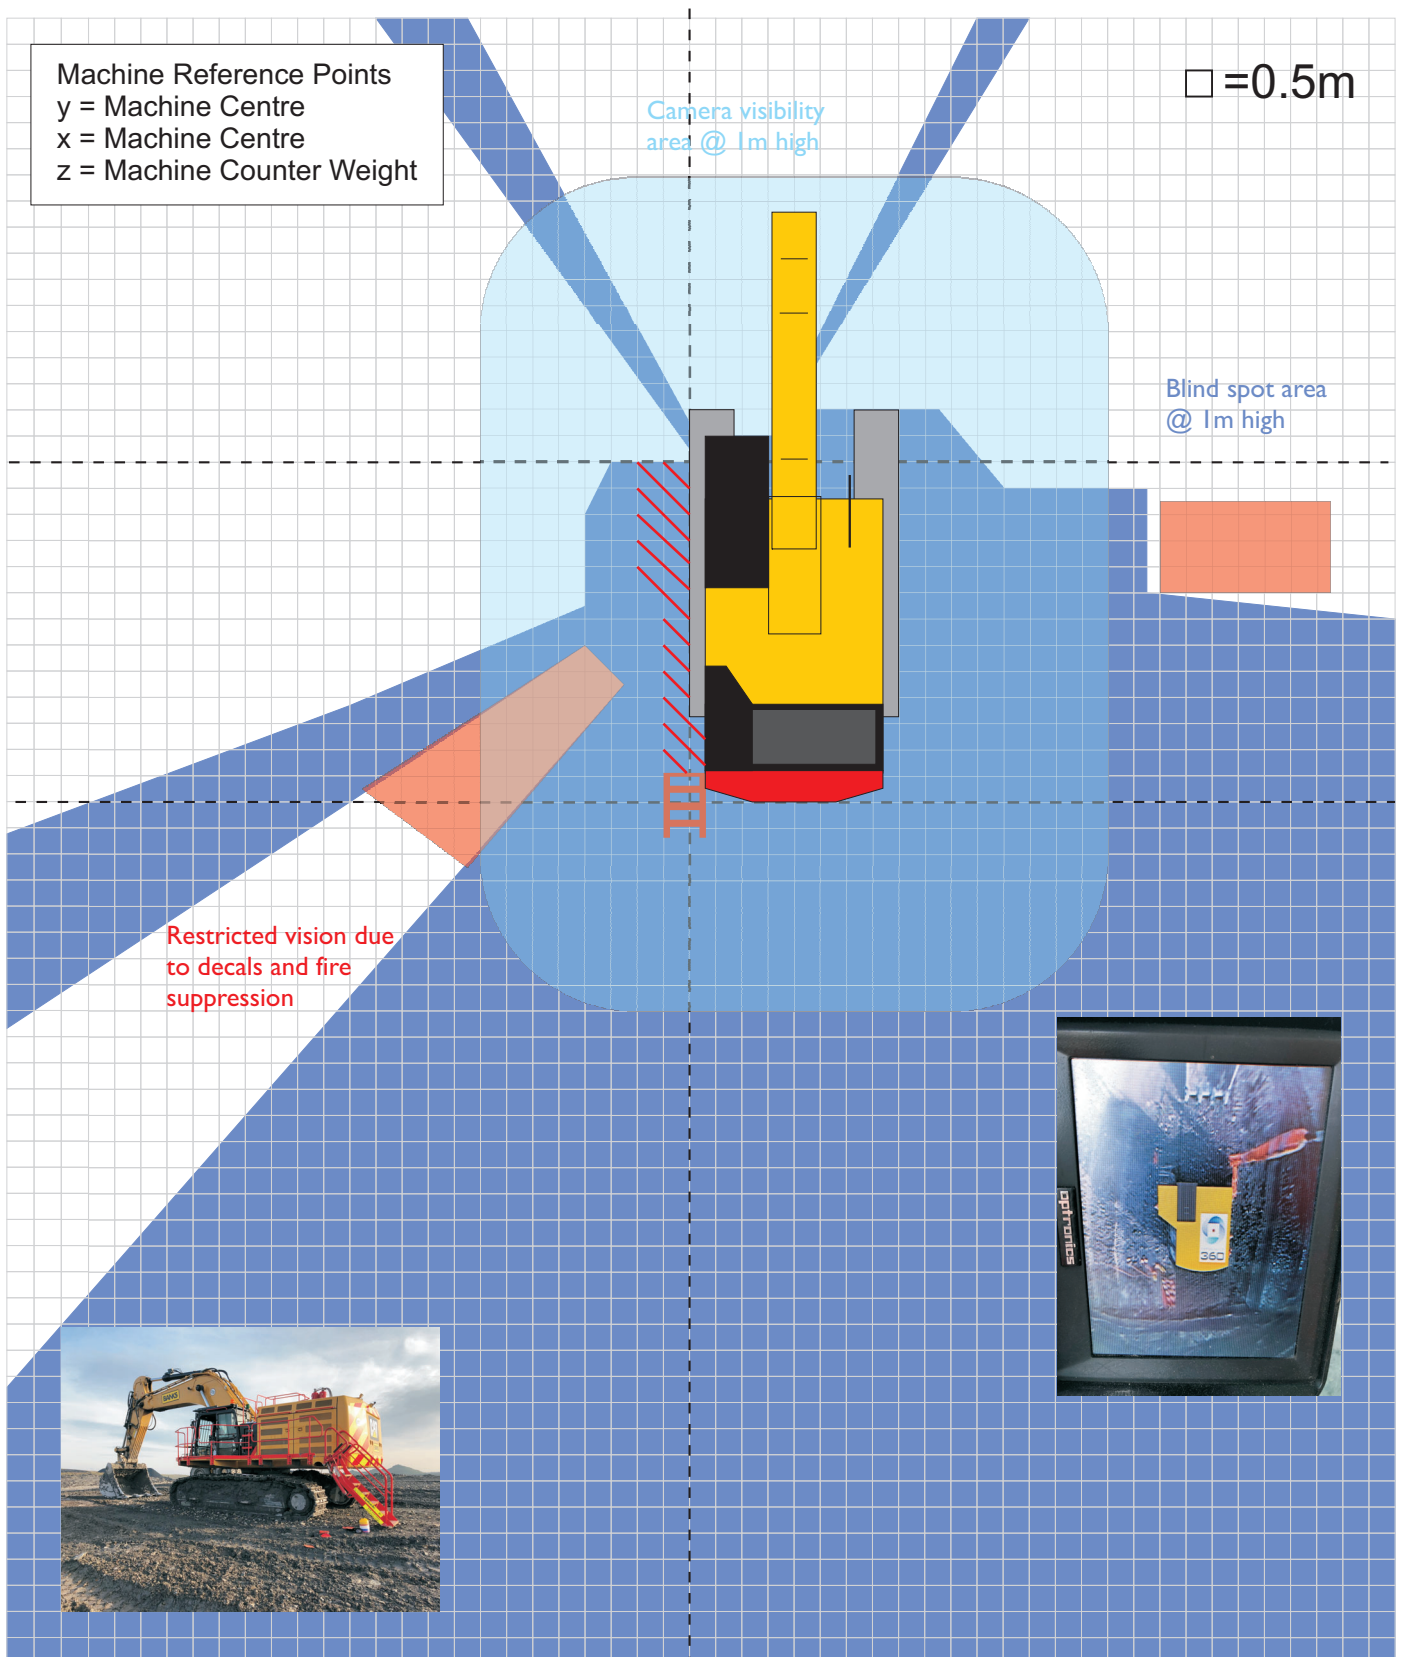 Machine Reference Points
y = Machine Centre
x = Machine Centre
z = Machine Counter Weight
=0.5m
Camera visibility
area @ 1m high
Blind spot area
@ 1m high
Restricted vision due
to decals and fire
suppression
optronics
360
BANKS